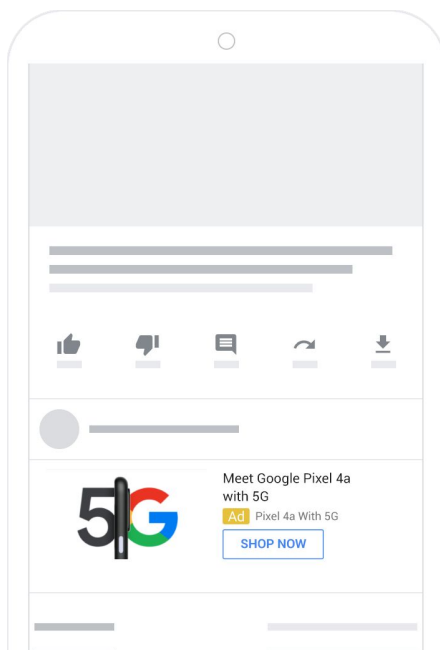 5G
Meet Google Pixel 4a
with 5G
Ad Pixel 4a With 5G
SHOP NOW